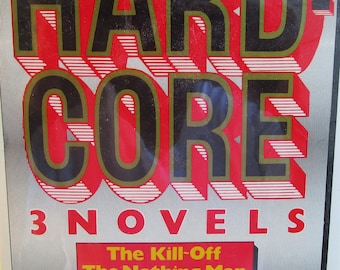 HARD
CORE
3 NOVELS
The Kill-Off
The Nothing Man